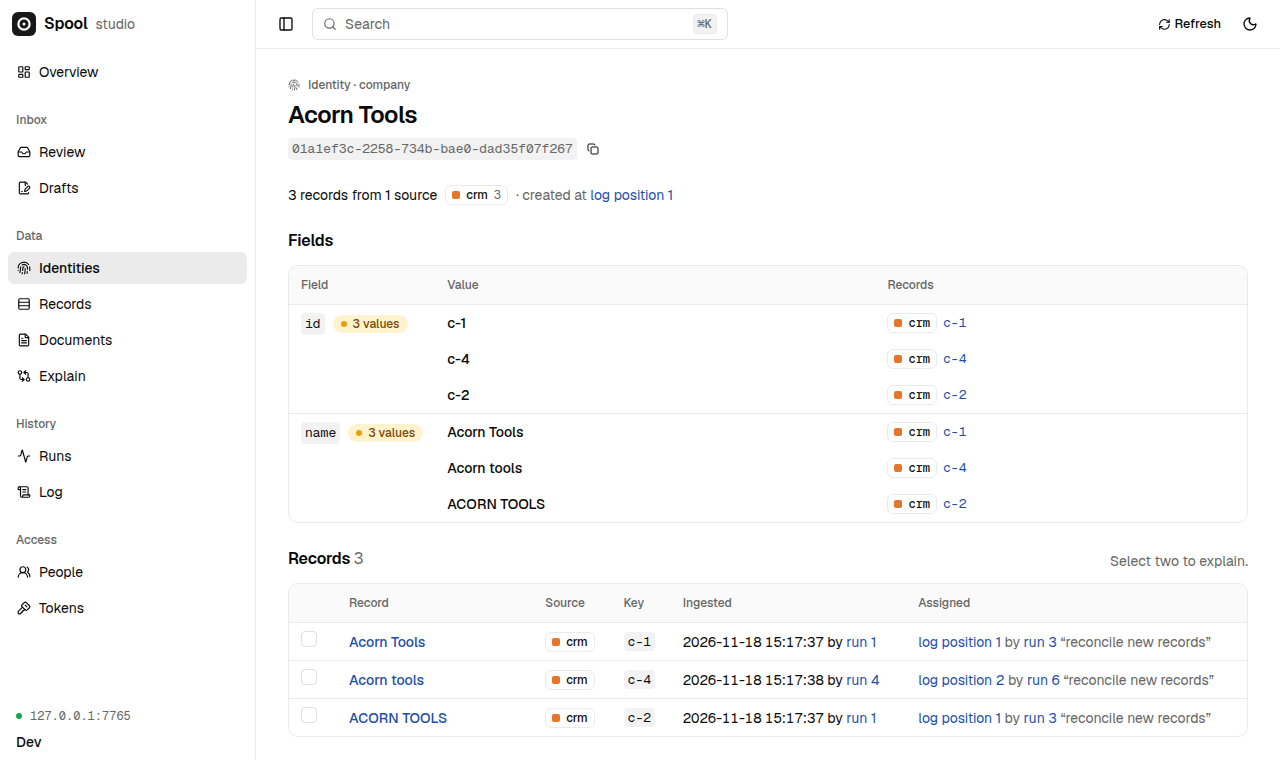 Spool studio
Search
⌘K
Refresh
Overview
Inbox
Review
Drafts
Data
Identities
Records
Documents
Explain
History
Runs
Log
Access
People
Tokens
127.0.0.1:7765
Dev
Identity · company
Acorn Tools
01a1ef3c-2258-734b-bae0-dad35f07f267
3 records from 1 source crm 3 · created at log position 1
Fields
Field Value Records
id 3 values c-1 crm c-1
c-4 crm c-4
c-2 crm c-2
name 3 values Acorn Tools crm c-1
Acorn tools crm c-4
ACORN TOOLS crm c-2
Records 3
Select two to explain.
Record Source Key Ingested Assigned
Acorn Tools crm c-1 2026-11-18 15:17:37 by run 1 log position 1 by run 3 “reconcile new records”
Acorn tools crm c-4 2026-11-18 15:17:38 by run 4 log position 2 by run 6 “reconcile new records”
ACORN TOOLS crm c-2 2026-11-18 15:17:37 by run 1 log position 1 by run 3 “reconcile new records”